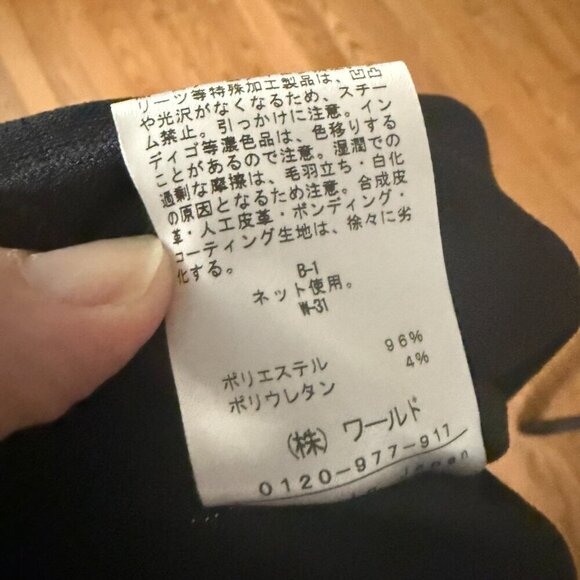 リーツ等特殊加工製品は、凹凸
や光沢がなくなるため、スチー
ム禁止。引っかけに注意。イン
ディゴ等濃色品は、色移りする
ことがあるので注意。湿潤での
過剰な摩擦は、毛羽立ち・白化
の原因となるため注意。合成皮
革・人工皮革・ボンディング・
コーティング生地は、徐々に劣
化する。
B-1
ネット使用。
W-31
ポリエステル 96%
ポリウレタン 4%
(株) ワールド
0120-977-911
Japan